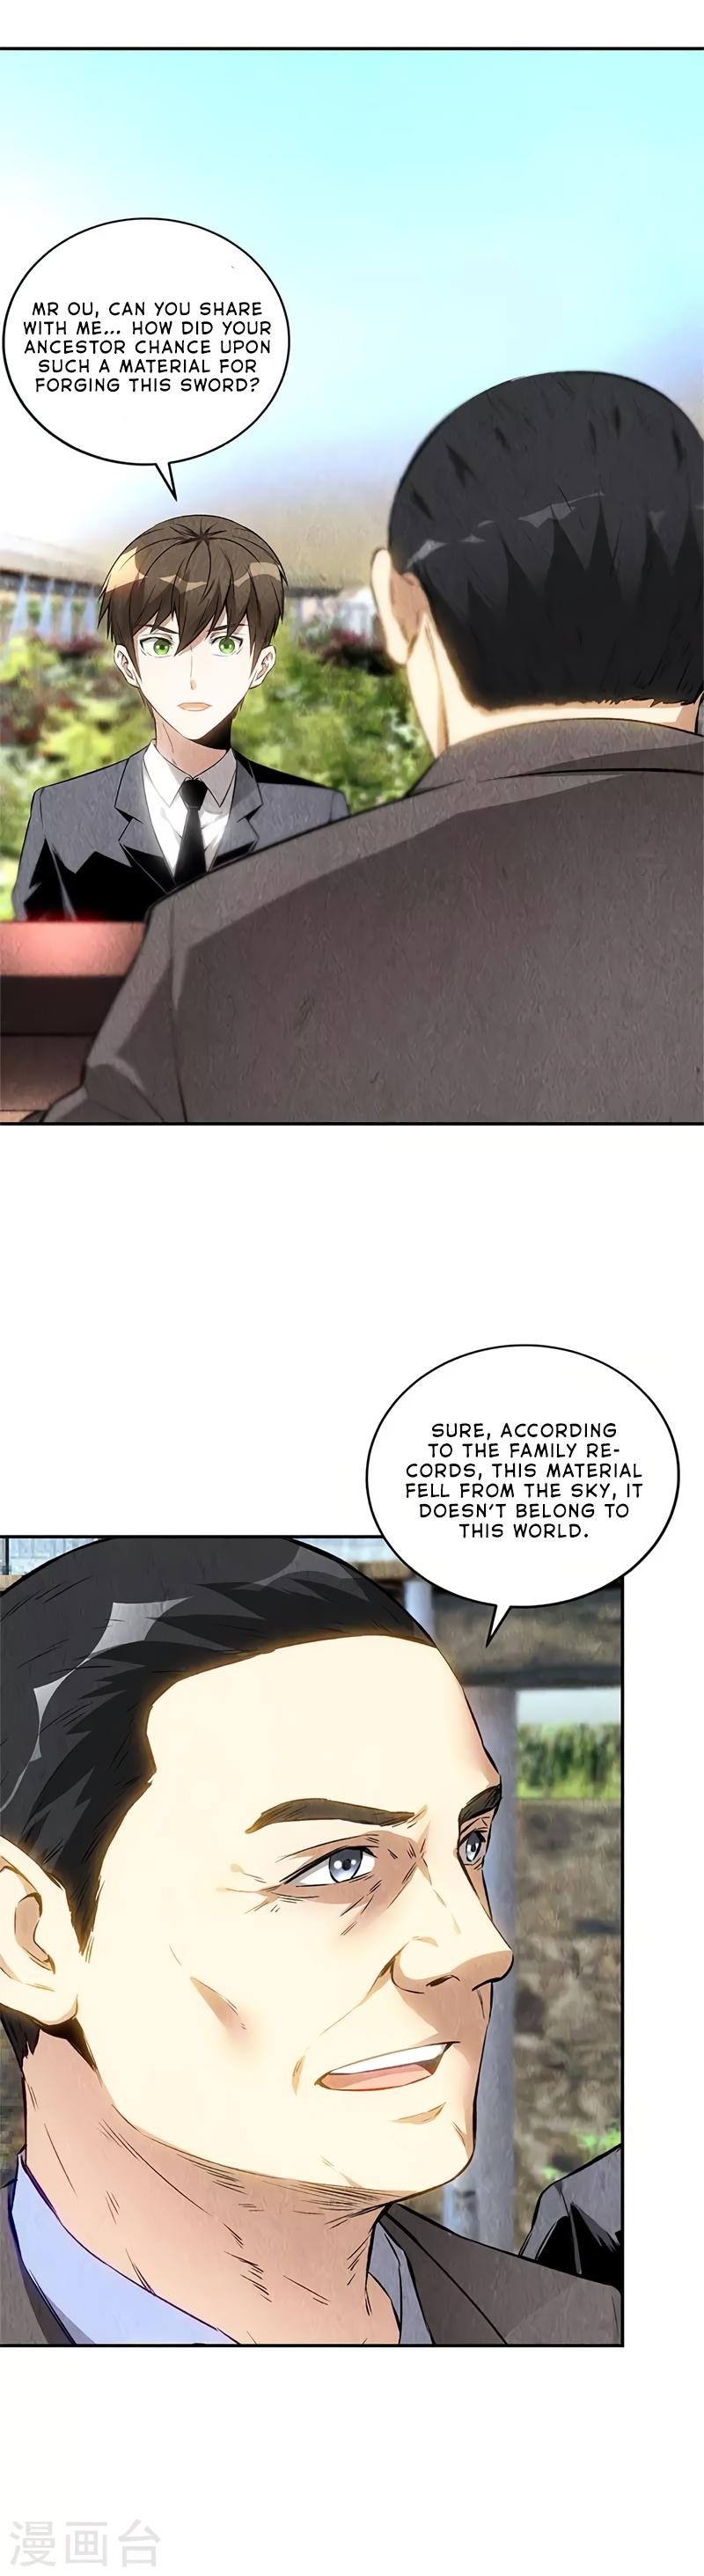 MR OU, CAN YOU SHARE
WITH ME... HOW DID YOUR
ANCESTOR CHANCE UPON
SUCH A MATERIAL FOR
FORGING THIS SWORD?
SURE, ACCORDING
TO THE FAMILY RE-
CORDS, THIS MATERIAL
FELL FROM THE SKY, IT
DOESN'T BELONG TO
THIS WORLD.
漫画台